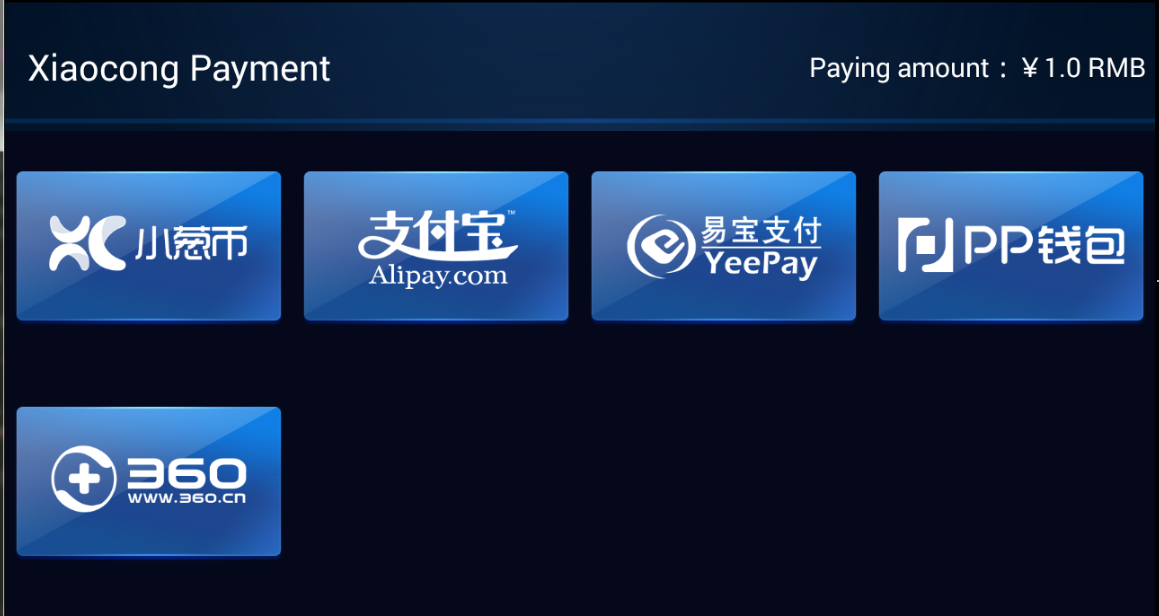 Xiaocong Payment
Paying amount：￥1.0 RMB
小葱币
支付宝™
Alipay.com
易宝支付
YeePay
PP钱包
360
www.360.cn